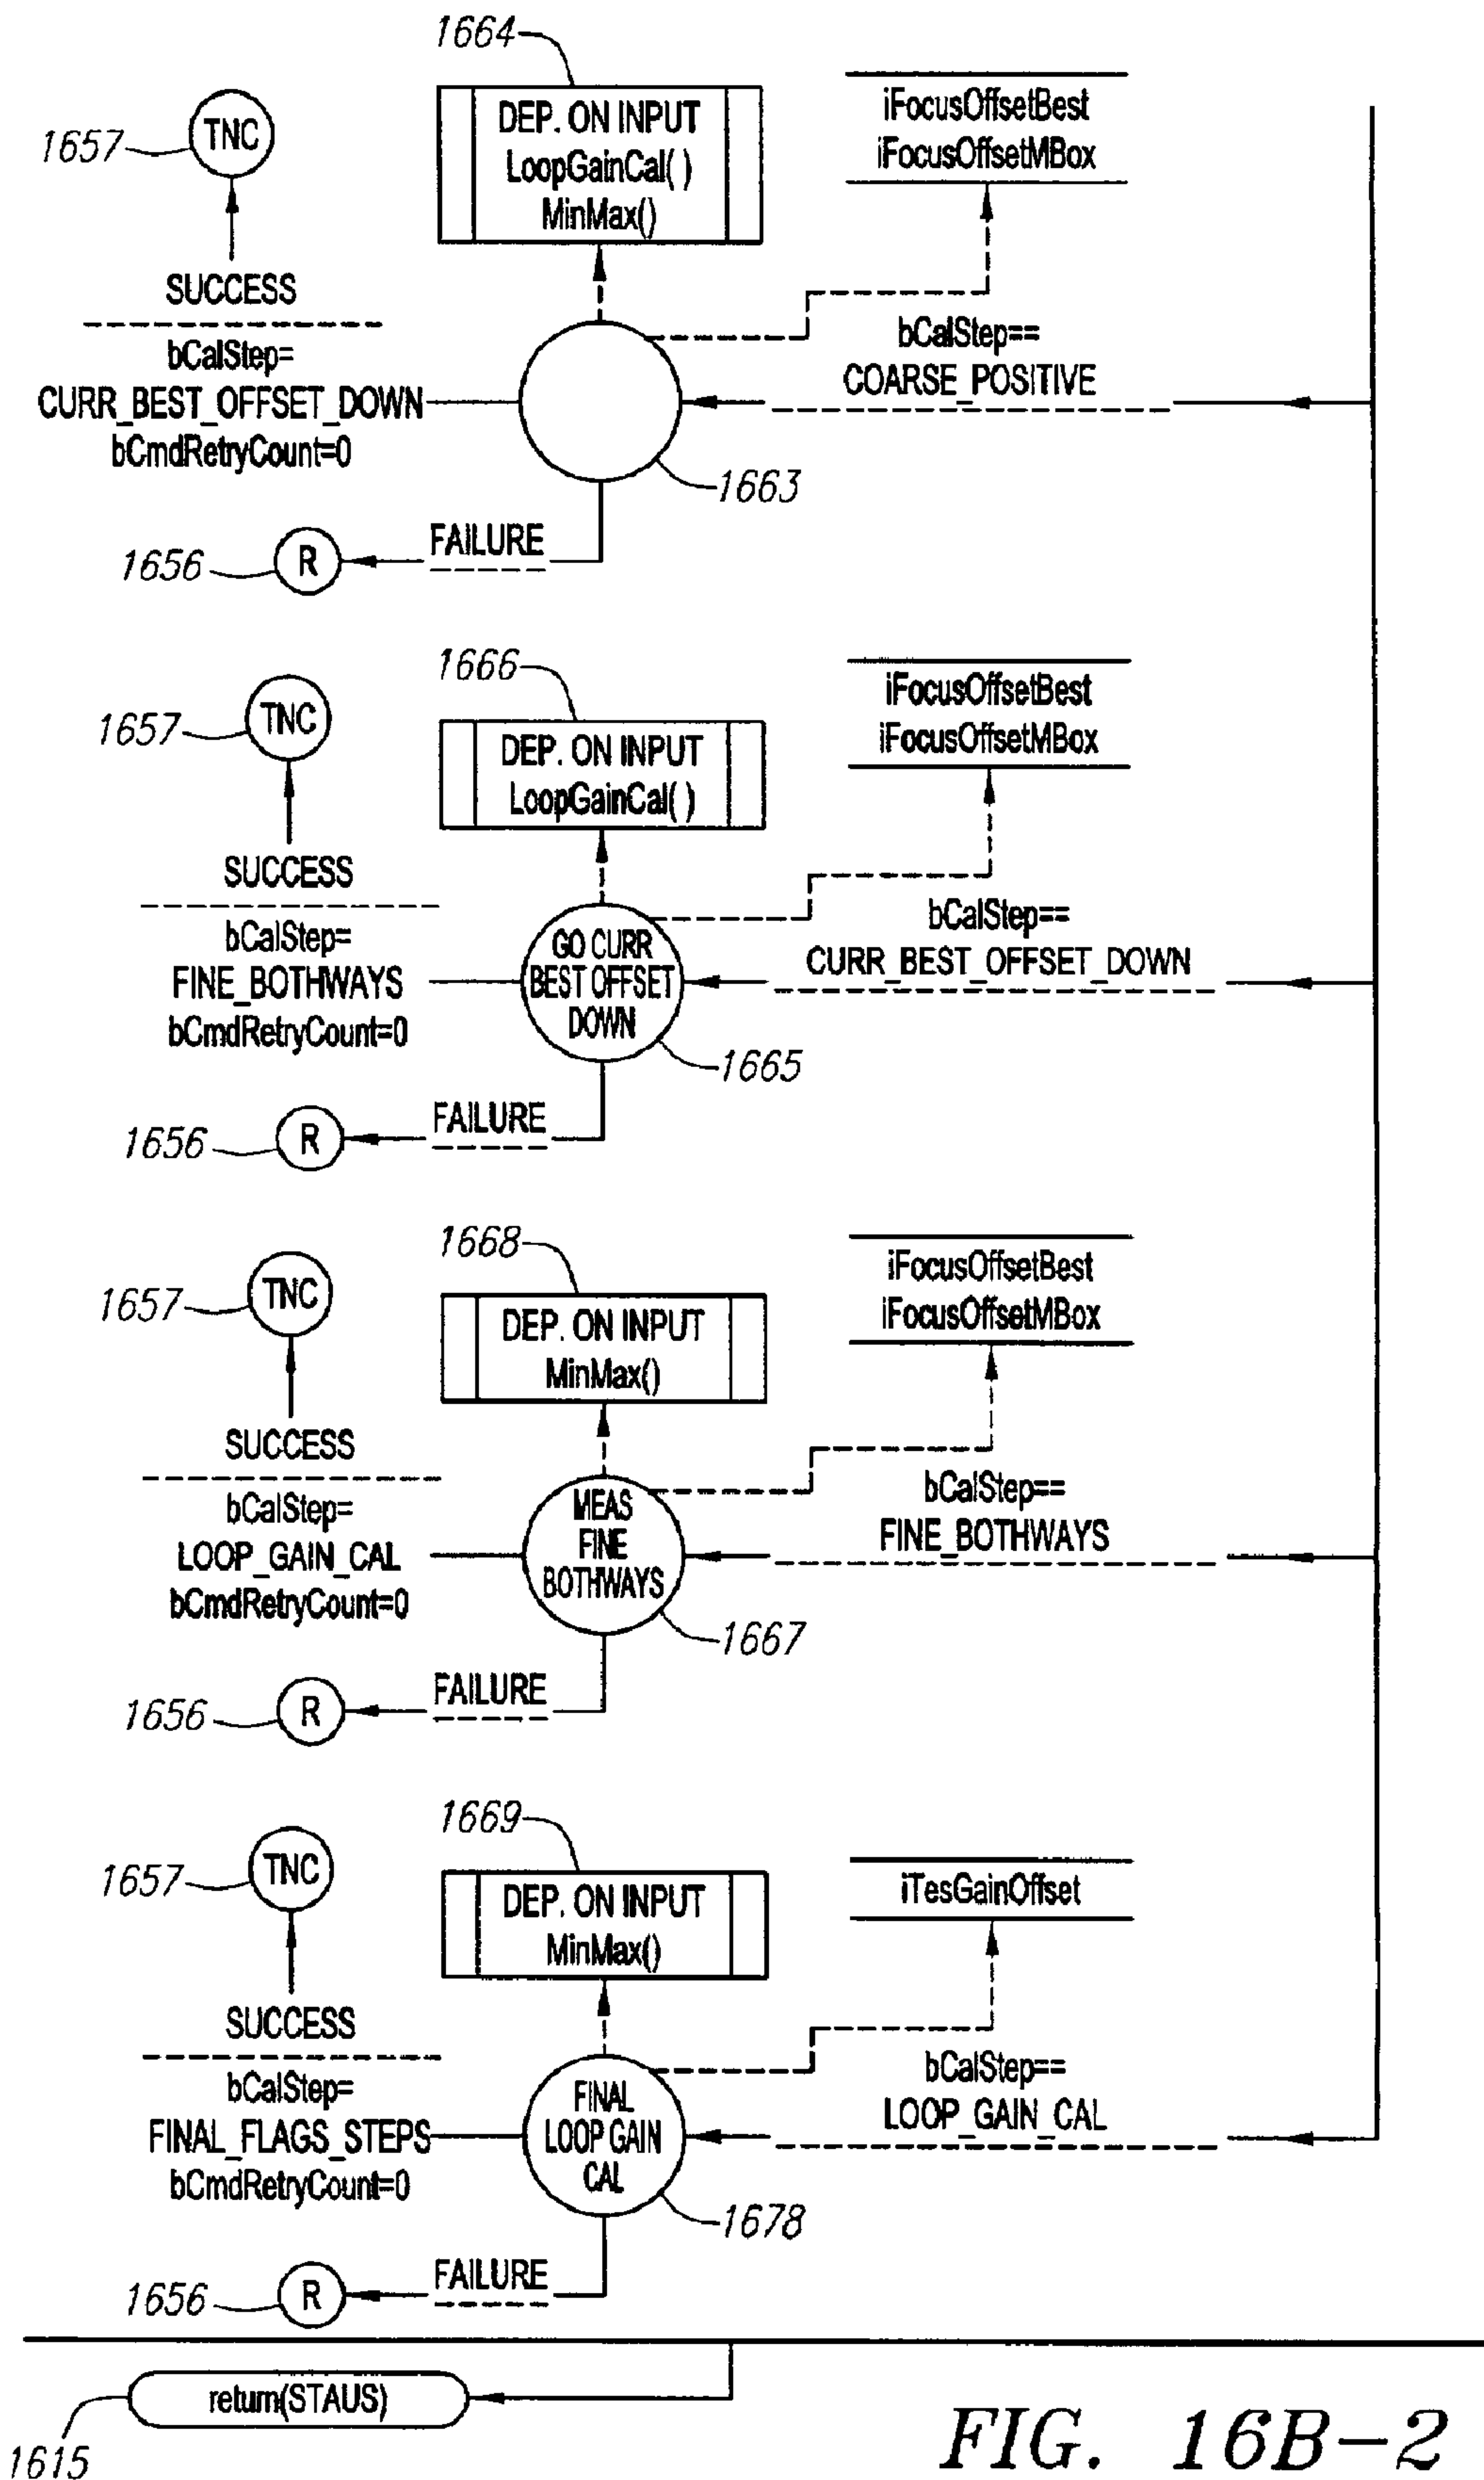 1664
DEP. ON INPUT
LoopGainCal( )
MinMax()
iFocusOffsetBest
iFocusOffsetMBox
1657
TNC
SUCCESS
bCalStep=
CURR_BEST_OFFSET_DOWN
bCmdRetryCount=0
bCalStep==
COARSE_POSITIVE
1663
1656
R
FAILURE
1666
DEP. ON INPUT
LoopGainCal( )
iFocusOffsetBest
iFocusOffsetMBox
1657
TNC
SUCCESS
bCalStep=
FINE_BOTHWAYS
bCmdRetryCount=0
GO CURR
BEST OFFSET
DOWN
bCalStep==
CURR_BEST_OFFSET_DOWN
1665
1656
R
FAILURE
1668
DEP. ON INPUT
MinMax()
iFocusOffsetBest
iFocusOffsetMBox
1657
TNC
SUCCESS
bCalStep=
LOOP_GAIN_CAL
bCmdRetryCount=0
MEAS
FINE
BOTHWAYS
bCalStep==
FINE_BOTHWAYS
1667
1656
R
FAILURE
1669
DEP. ON INPUT
MinMax()
iTesGainOffset
1657
TNC
SUCCESS
bCalStep=
FINAL_FLAGS_STEPS
bCmdRetryCount=0
FINAL
LOOP GAIN
CAL
bCalStep==
LOOP_GAIN_CAL
1678
1656
R
FAILURE
return(STAUS)
1615
FIG. 16B-2